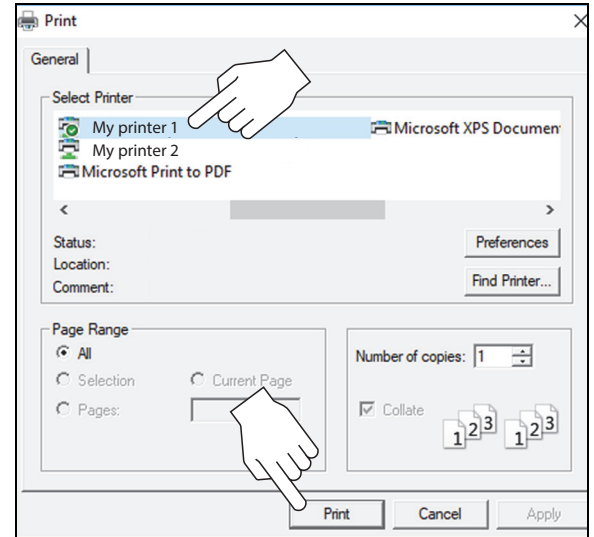 Print
General
Select Printer
My printer 1
Microsoft XPS Documen
My printer 2
Microsoft Print to PDF
Status:
Preferences
Location:
Comment:
Find Printer...
Page Range
All
Number of copies: 1
Selection
Current Page
Pages:
Collate
1 2 3 1 2 3
Print
Cancel
Apply